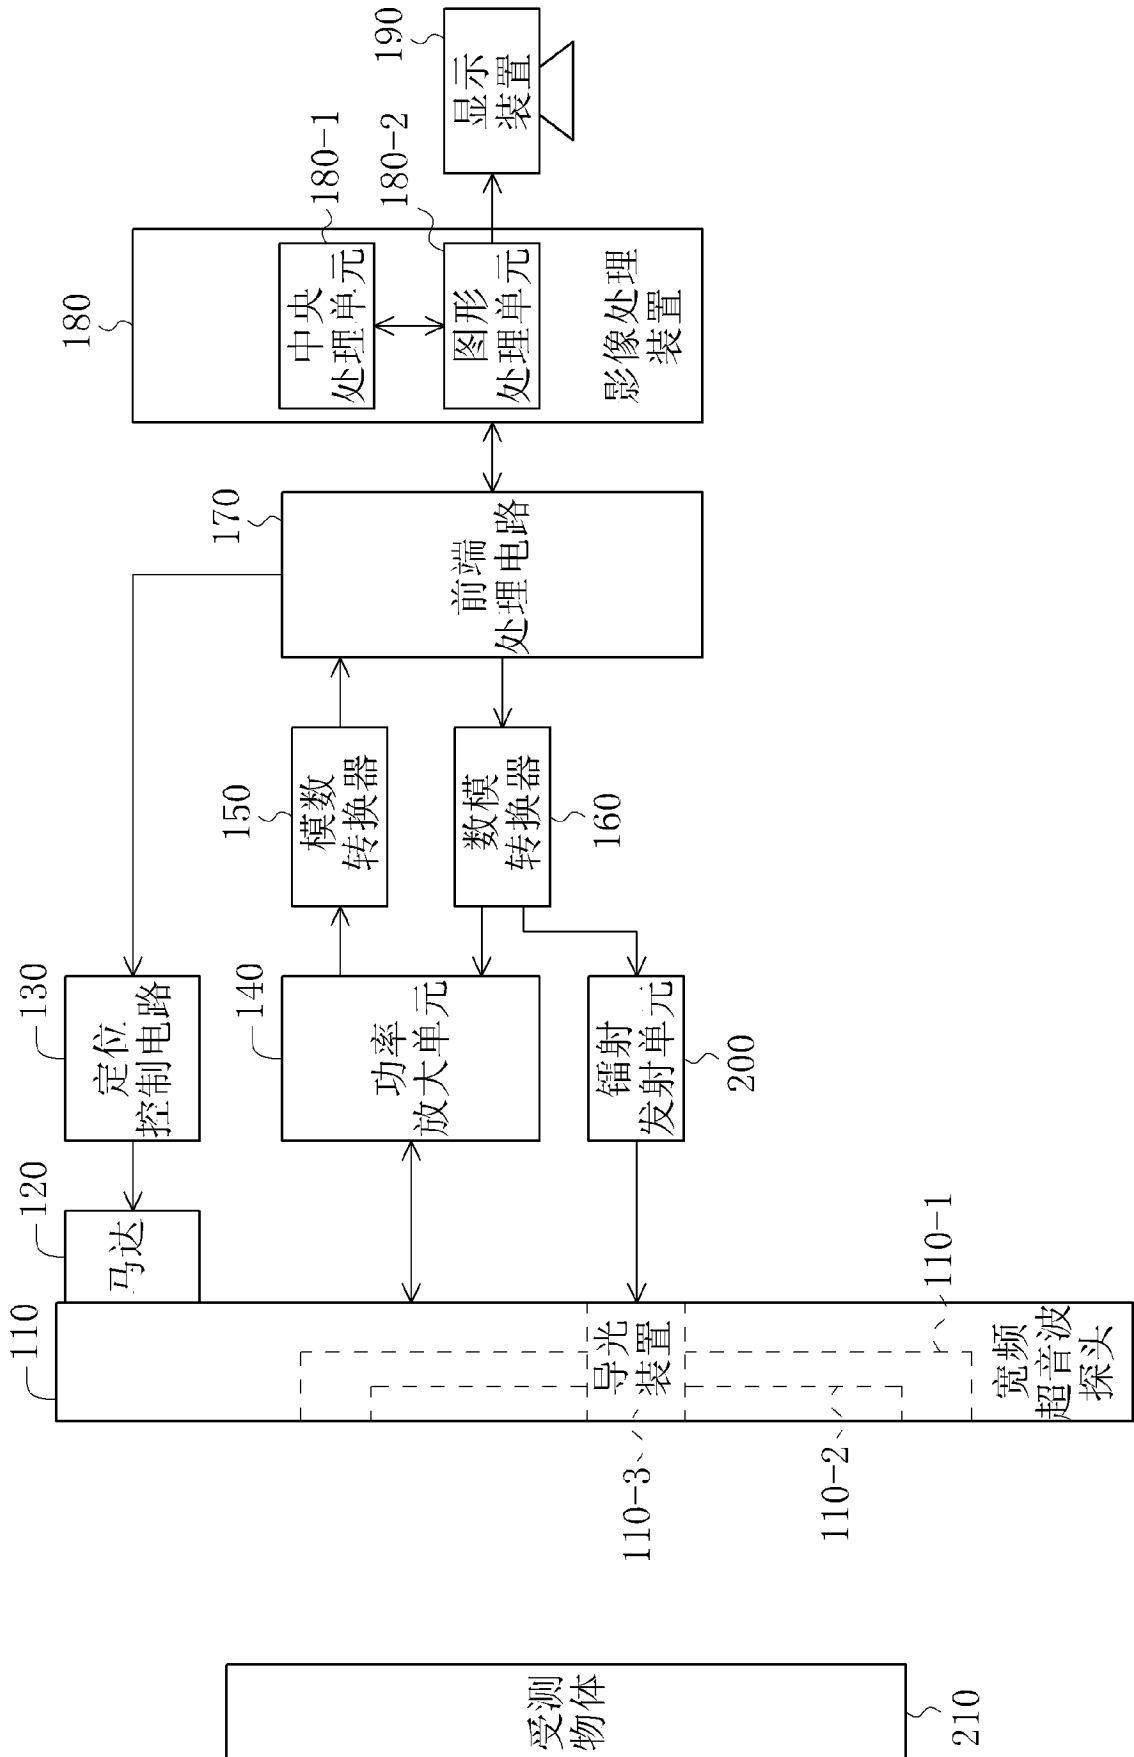 110
120
130
马达
定位
控制电路
140
功率
放大单元
150
模数
转换器
数模
转换器
160
170
前端
处理电路
180
180-1
中央
处理单元
180-2
图形
处理单元
影像处理
装置
190
显示
装置
镭射
发射单元
200
导光
装置
110-1
110-2
110-3
宽频
超音波
探头
受测
物体
210